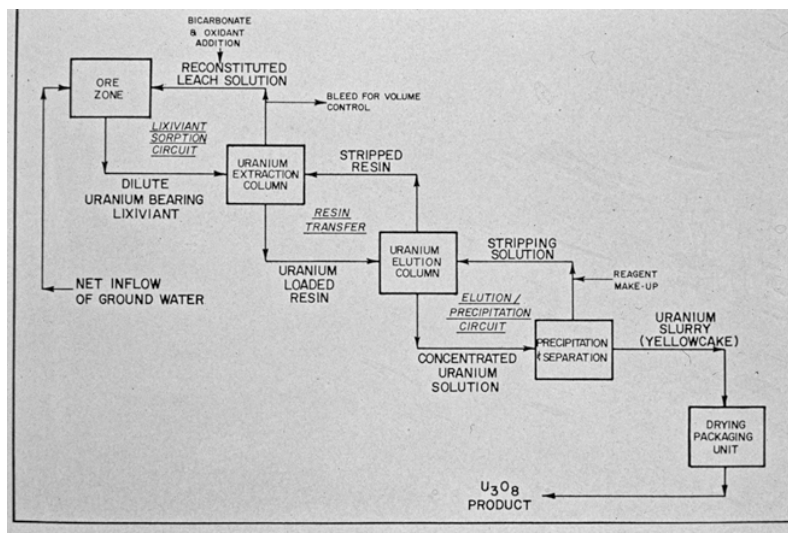 BICARBONATE
& OXIDANT
ADDITION
RECONSTITUTED
LEACH SOLUTION
ORE
ZONE
BLEED FOR VOLUME
CONTROL
LIXIVIANT
SORPTION
CIRCUIT
URANIUM
EXTRACTION
COLUMN
STRIPPED
RESIN
DILUTE
URANIUM BEARING
LIXIVIANT
RESIN
TRANSFER
URANIUM
ELUTION
COLUMN
STRIPPING
SOLUTION
NET INFLOW
OF GROUND WATER
URANIUM
LOADED
RESIN
REAGENT
MAKE-UP
ELUTION/
PRECIPITATION
CIRCUIT
PRECIPITATION
& SEPARATION
URANIUM
SLURRY
(YELLOWCAKE)
CONCENTRATED
URANIUM
SOLUTION
DRYING
PACKAGING
UNIT
U₃O₈
PRODUCT